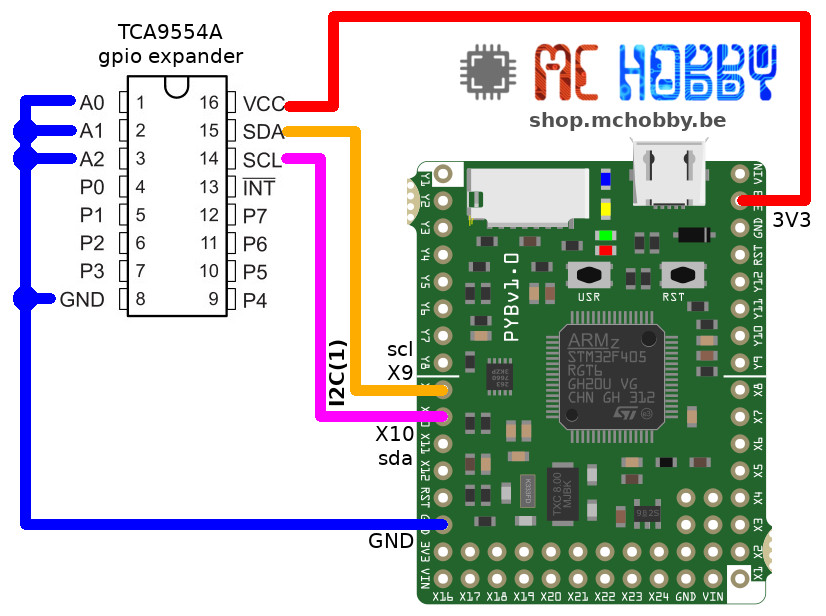 TCA9554A
gpio expander
A0 1 16 VCC
A1 2 15 SDA
A2 3 14 SCL
P0 4 13 INT
P1 5 12 P7
P2 6 11 P6
P3 7 10 P5
GND 8 9 P4
MC HOBBY
shop.mchobby.be
3V3
I2C(1)
scl
X9
X10
sda
GND
Y1
Y2
Y3
Y4
Y5
Y6
Y7
Y8
X11
X12
RST
3V3
VIN
VIN
GND
RST
Y12
Y11
Y10
Y9
X8
X7
X6
X5
X4
X3
X2
X1
PYBv1.0
USR
RST
ARMz
STM32F405
RGT6
GH20U VG
CHN GH 312
ST
TXC 8.00
MJBK
X16 X17 X18 X19 X20 X21 X22 X23 X24 GND VIN